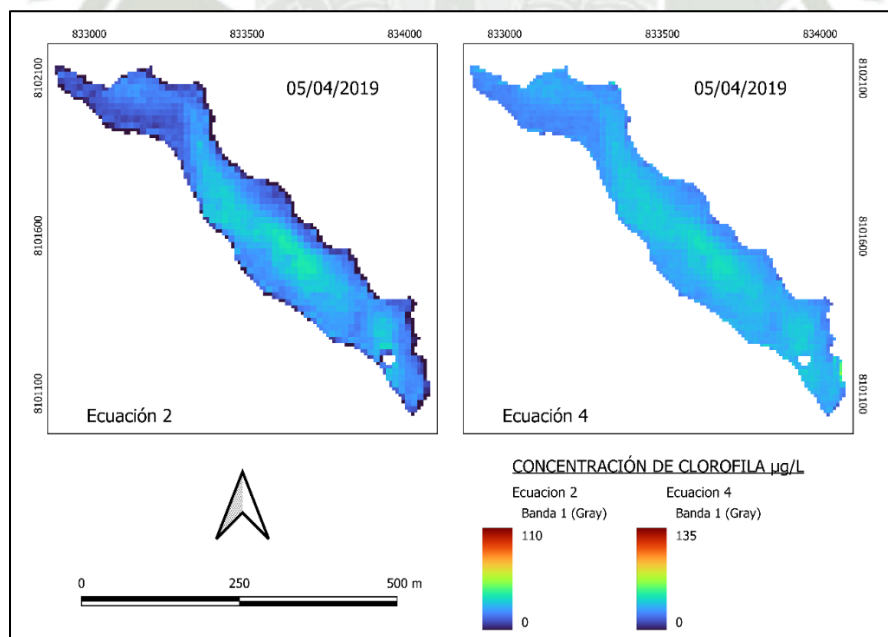 833000 833500 834000
833000 833500 834000
8102100
8101600
8101100
05/04/2019
Ecuación 2
05/04/2019
Ecuación 4
8102100
8101600
8101100
CONCENTRACIÓN DE CLOROFILA µg/L
Ecuacion 2
Banda 1 (Gray)
110
0
Ecuacion 4
Banda 1 (Gray)
135
0
0 250 500 m